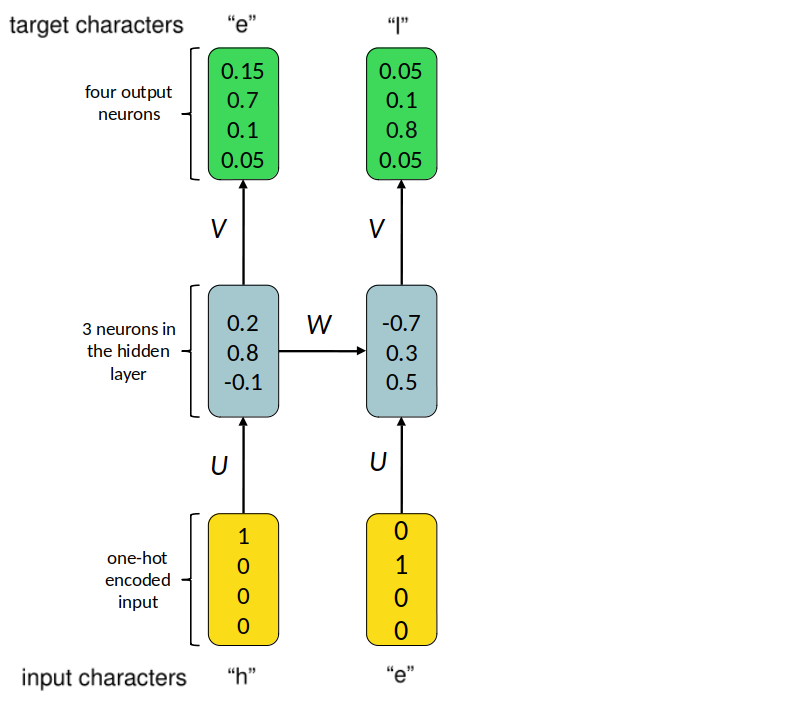 target characters “e” “l”
four output
neurons
0.15
0.7
0.1
0.05
0.05
0.1
0.8
0.05
V V
3 neurons in
the hidden
layer
0.2
0.8
-0.1
W
-0.7
0.3
0.5
U U
one-hot
encoded
input
1
0
0
0
0
1
0
0
input characters “h” “e”